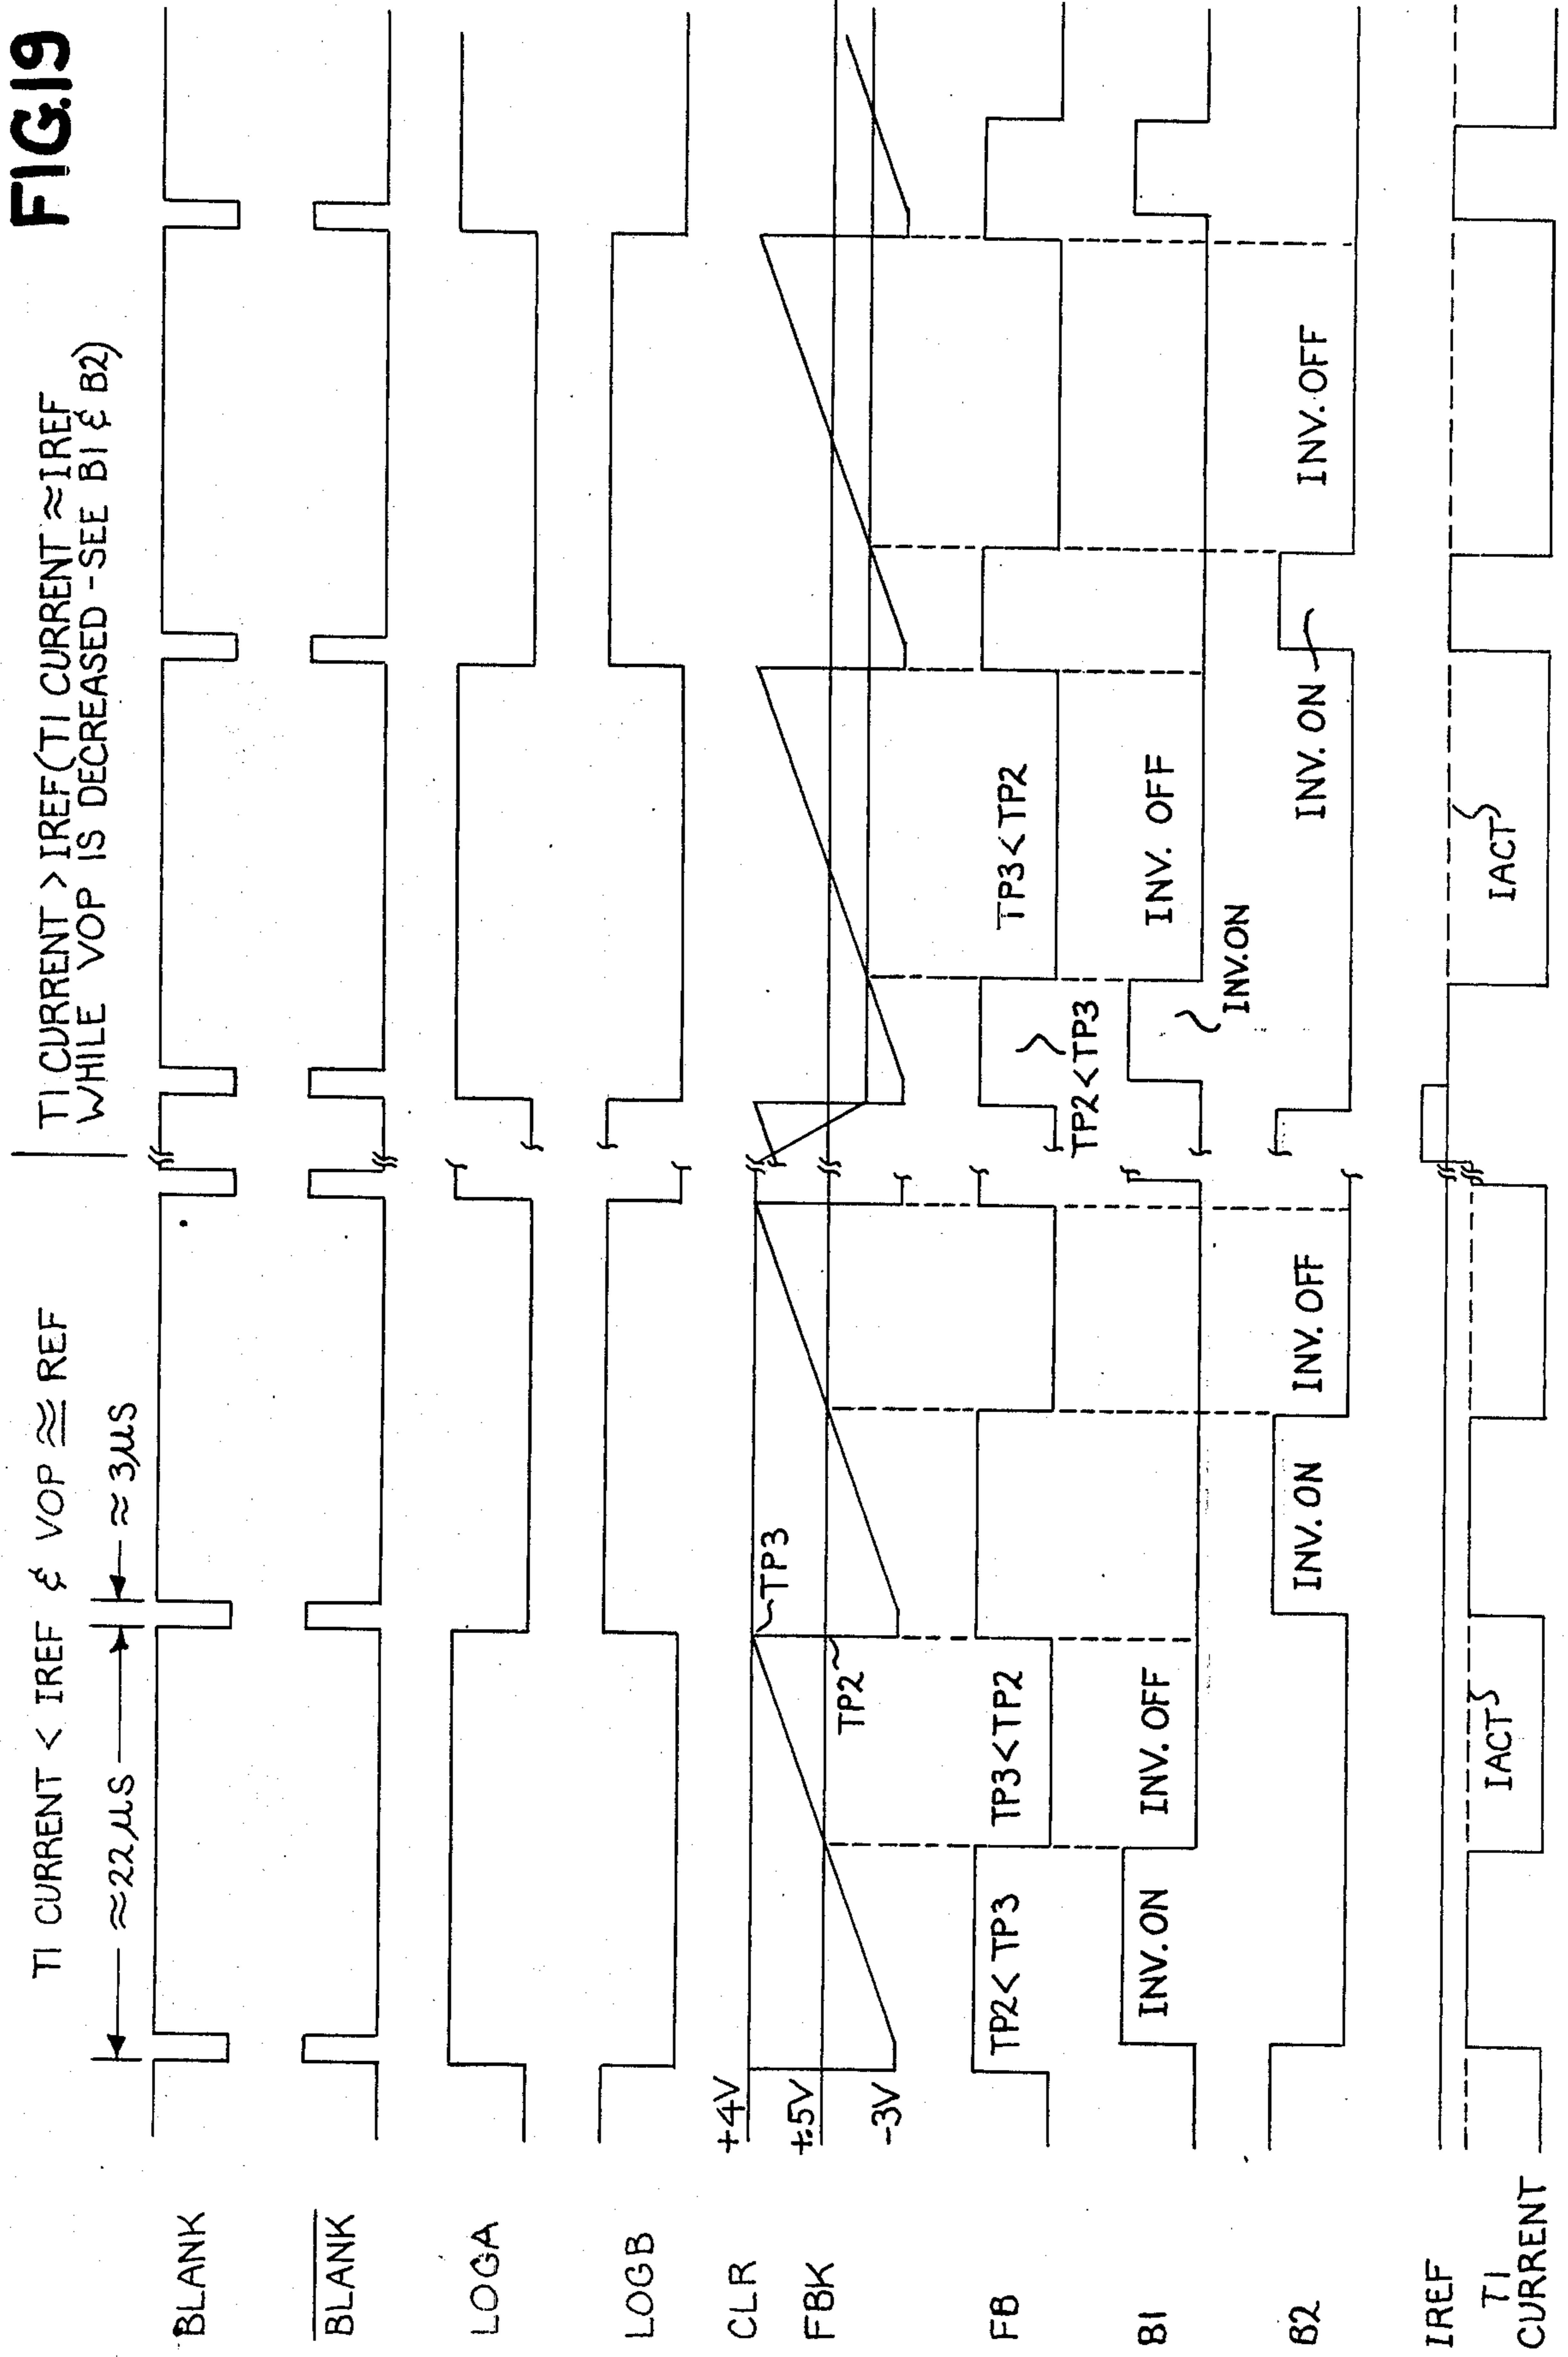 FIG.19
T1 CURRENT < IREF & VOP ≊ REF
T1 CURRENT > IREF (T1 CURRENT ≈ IREF
WHILE VOP IS DECREASED - SEE B1 & B2)
≈22µs
≈ 3µs
BLANK
BLANK
LOGA
LOGB
CLR
+4V
TP3
FBK
+.5V
TP2
-3V
FB
TP2 < TP3
TP3 < TP2
TP2 < TP3
TP3 < TP2
B1
INV. ON
INV. OFF
INV. ON
INV. OFF
B2
INV. ON
INV. OFF
INV. ON
INV. OFF
IREF
T1
CURRENT
IACT
IACT